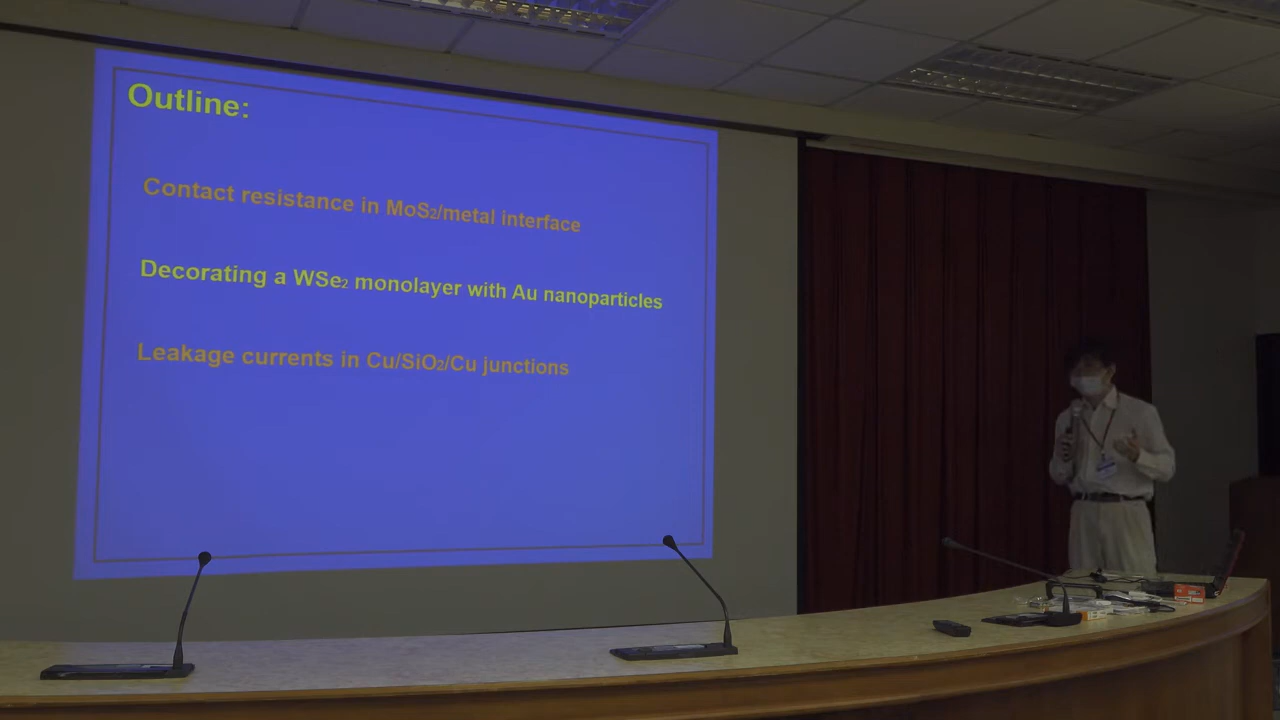 Outline:
Contact resistance in MoS₂/metal interface
Decorating a WSe₂ monolayer with Au nanoparticles
Leakage currents in Cu/SiO₂/Cu junctions